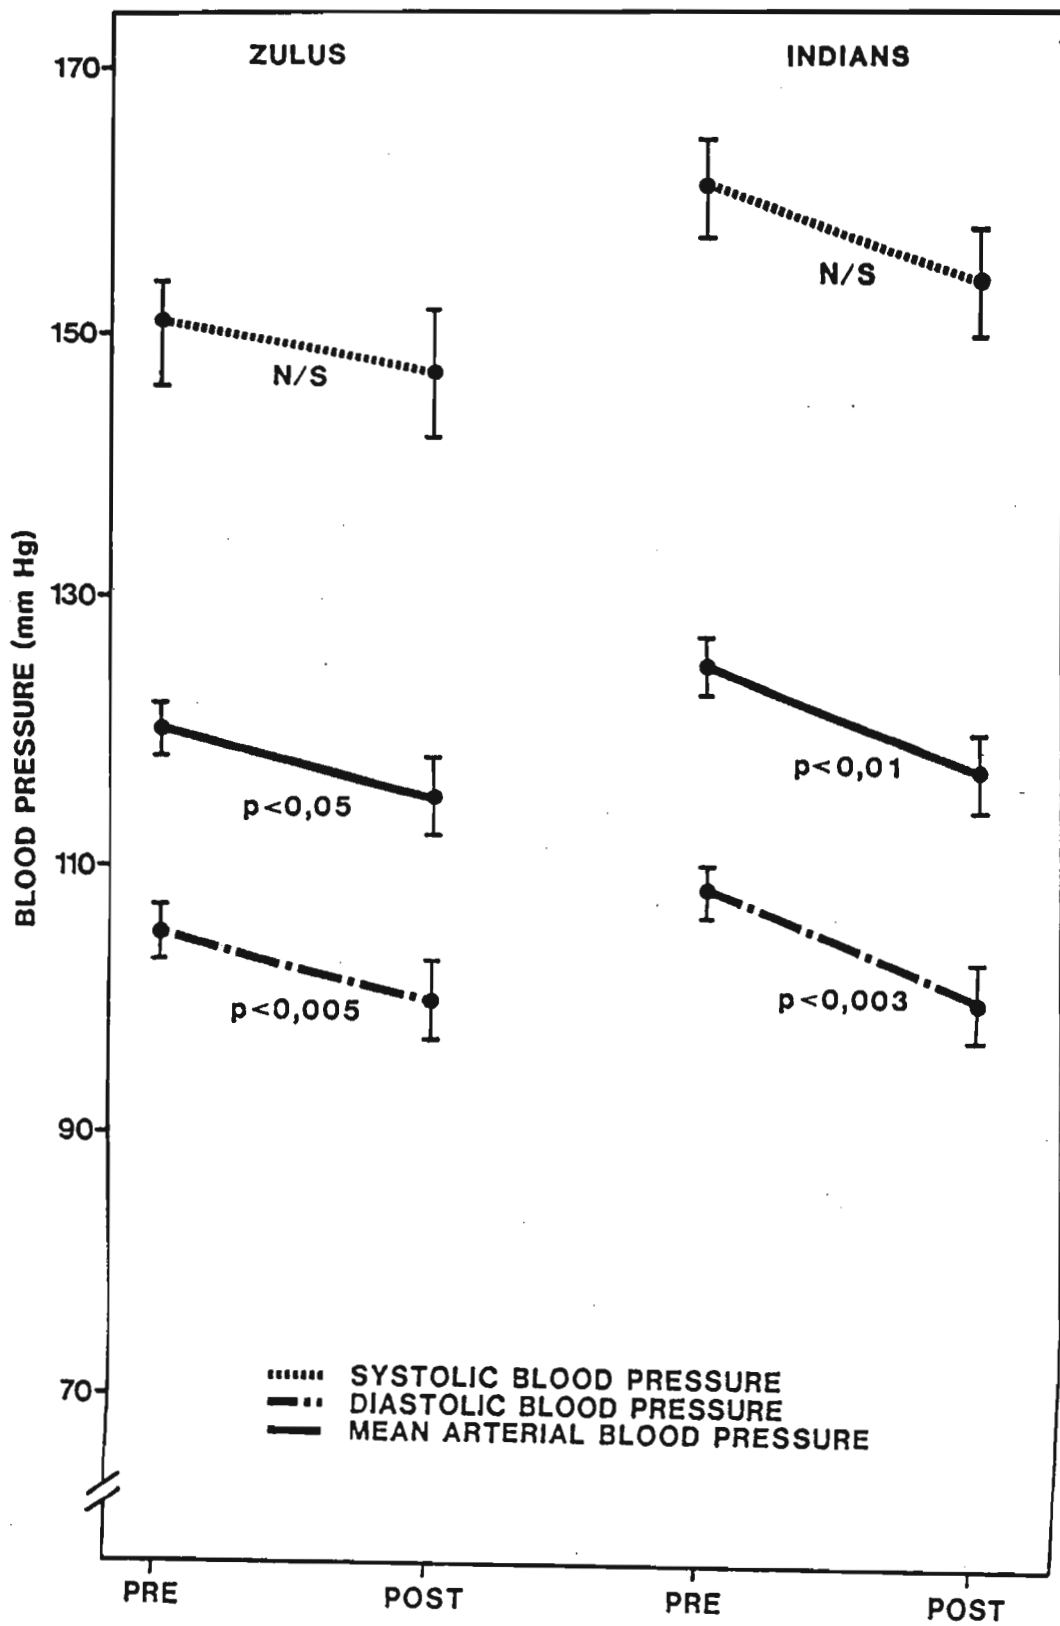 ZULUS
INDIANS
170
150
130
110
90
70
BLOOD PRESSURE (mm Hg)
N/S
N/S
p<0,05
p<0,01
p<0,005
p<0,003
SYSTOLIC BLOOD PRESSURE
DIASTOLIC BLOOD PRESSURE
MEAN ARTERIAL BLOOD PRESSURE
PRE
POST
PRE
POST